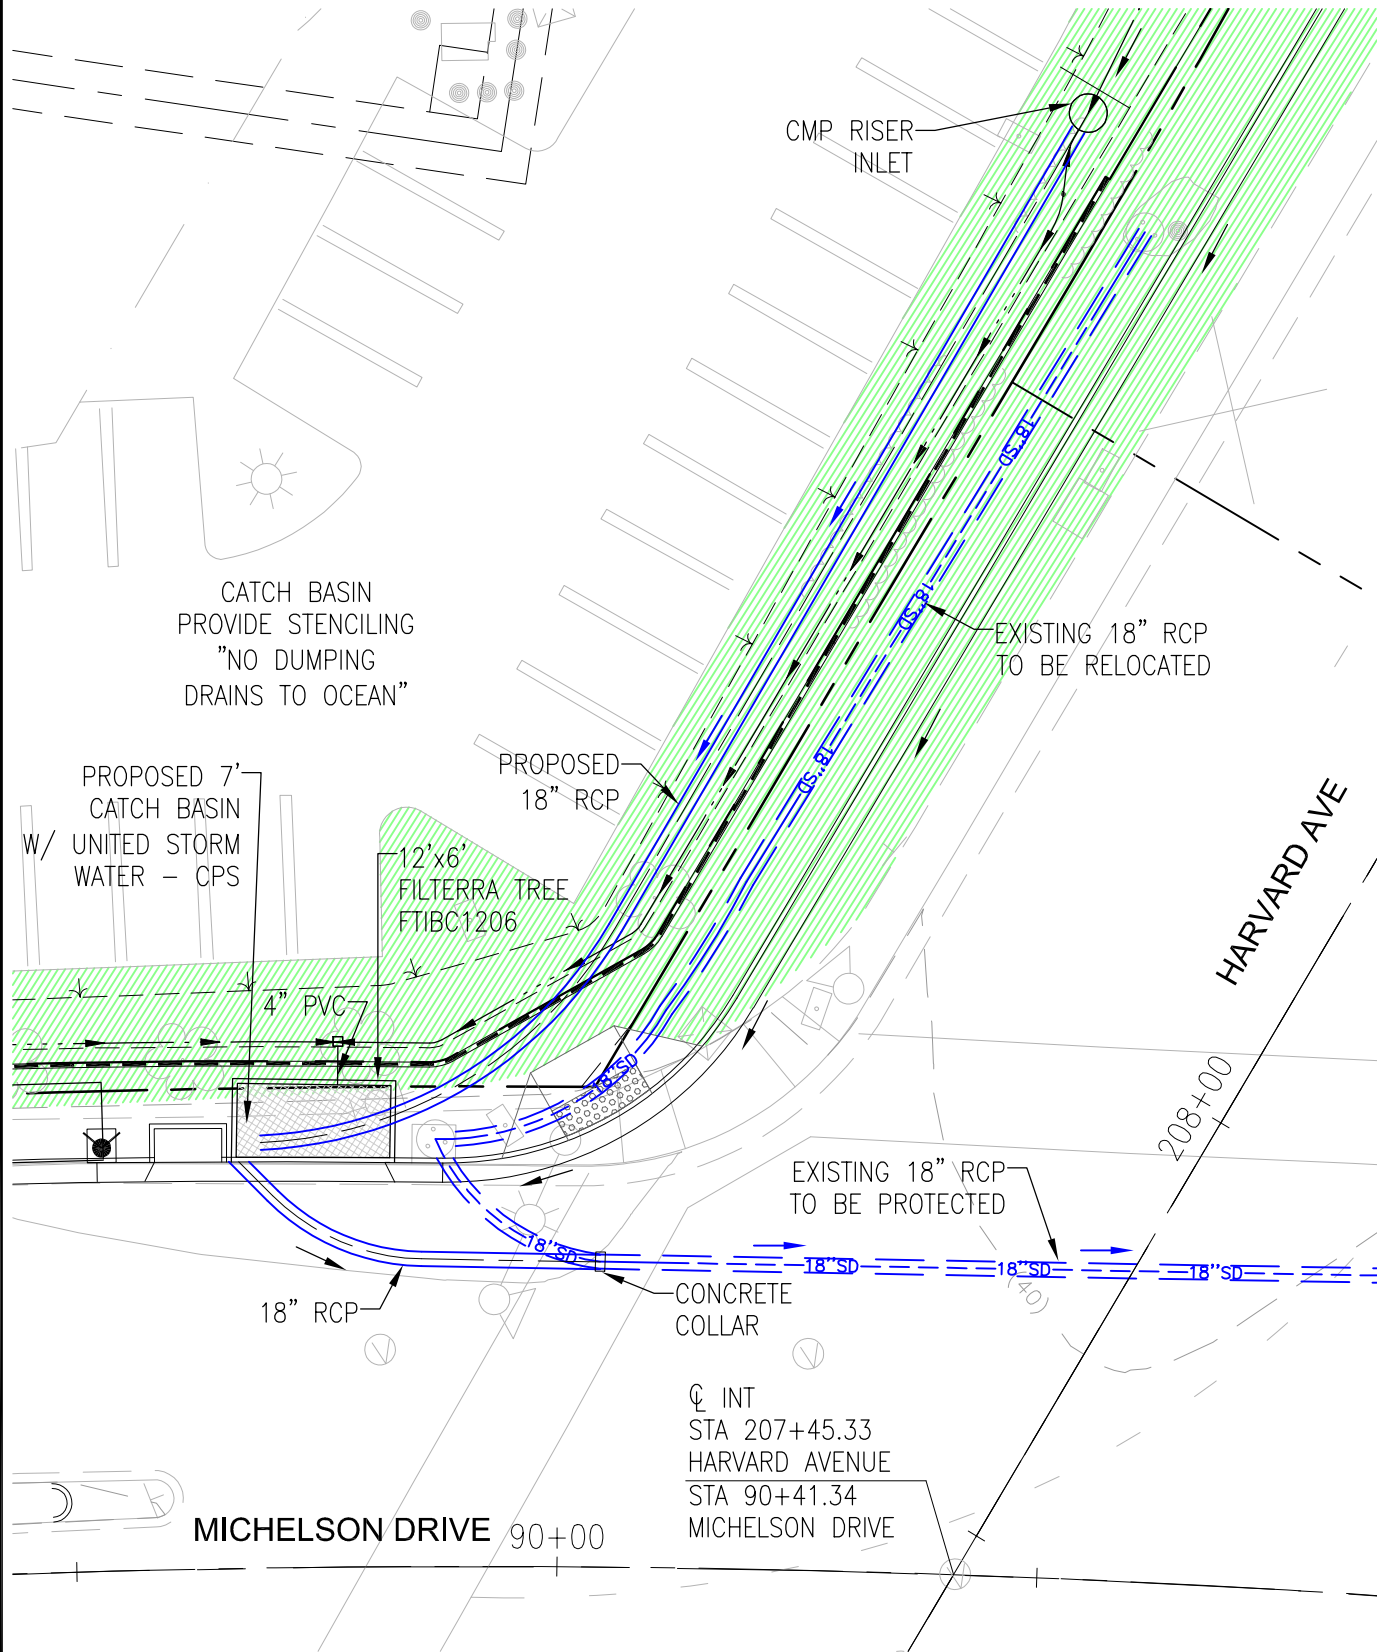 CMP RISER
INLET
18"SD
CATCH BASIN
PROVIDE STENCILING
"NO DUMPING
DRAINS TO OCEAN"
18"SD
EXISTING 18" RCP
TO BE RELOCATED
PROPOSED 7'
CATCH BASIN
W/ UNITED STORM
WATER - CPS
PROPOSED
18" RCP
18"SD
12'x6'
FILTERRA TREE
FTIBC1206
HARVARD AVE
4" PVC
18"SD
208+00
EXISTING 18" RCP
TO BE PROTECTED
18"SD
18"SD
18"SD
18"SD
(40)
18" RCP
CONCRETE
COLLAR
℄ INT
STA 207+45.33
HARVARD AVENUE
STA 90+41.34
MICHELSON DRIVE
MICHELSON DRIVE 90+00